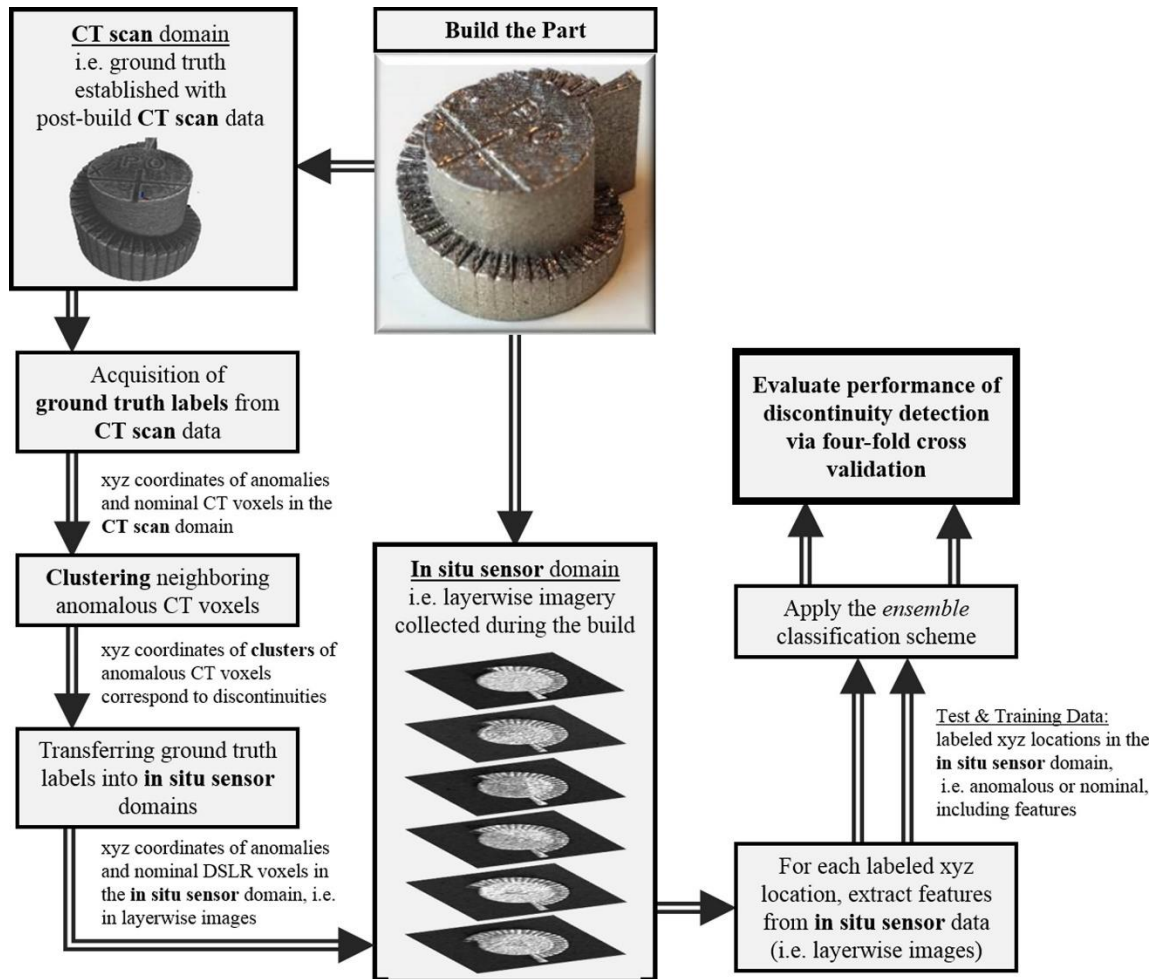 CT scan domain
i.e. ground truth
established with
post-build CT scan data
Build the Part
Acquisition of
ground truth labels from
CT scan data
xyz coordinates of anomalies
and nominal CT voxels in the
CT scan domain
Clustering neighboring
anomalous CT voxels
xyz coordinates of clusters of
anomalous CT voxels
correspond to discontinuities
Transferring ground truth
labels into in situ sensor
domains
xyz coordinates of anomalies
and nominal DSLR voxels in
the in situ sensor domain, i.e.
in layerwise images
In situ sensor domain
i.e. layerwise imagery
collected during the build
For each labeled xyz
location, extract features
from in situ sensor data
(i.e. layerwise images)
Test & Training Data:
labeled xyz locations in the
in situ sensor domain,
i.e. anomalous or nominal,
including features
Apply the ensemble
classification scheme
Evaluate performance of
discontinuity detection
via four-fold cross
validation